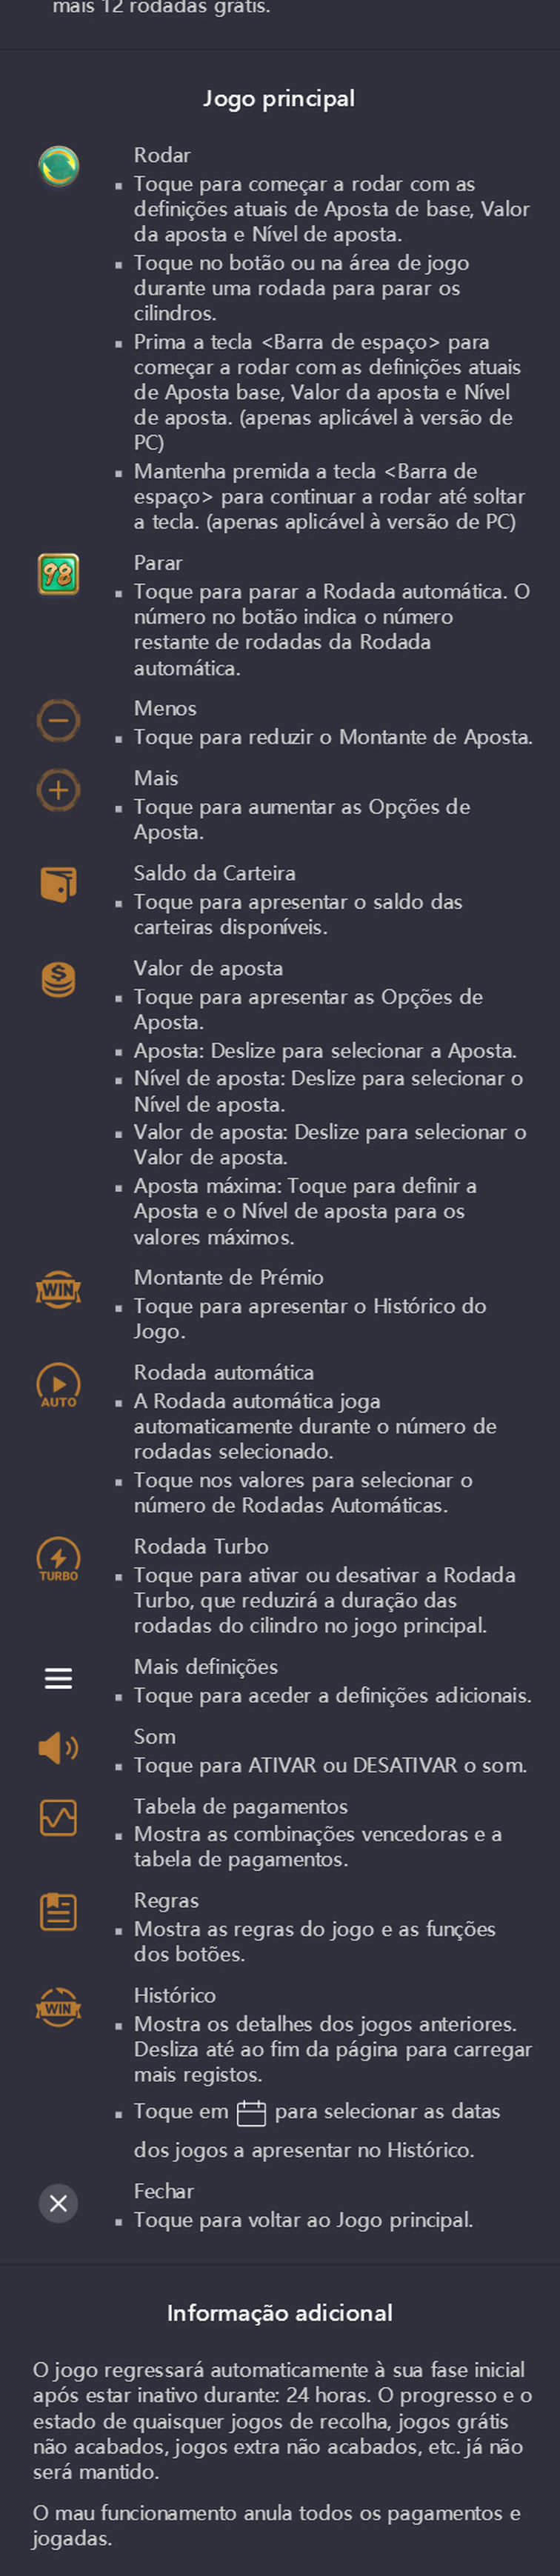 mais 12 rodadas grátis.
Jogo principal
Rodar
Toque para começar a rodar com as
definições atuais de Aposta de base, Valor
da aposta e Nível de aposta.
Toque no botão ou na área de jogo
durante uma rodada para parar os
cilindros.
Prima a tecla <Barra de espaço> para
começar a rodar com as definições atuais
de Aposta base, Valor da aposta e Nível
de aposta. (apenas aplicável à versão de
PC)
Mantenha premida a tecla <Barra de
espaço> para continuar a rodar até soltar
a tecla. (apenas aplicável à versão de PC)
98
Parar
Toque para parar a Rodada automática. O
número no botão indica o número
restante de rodadas da Rodada
automática.
Menos
Toque para reduzir o Montante de Aposta.
Mais
Toque para aumentar as Opções de
Aposta.
Saldo da Carteira
Toque para apresentar o saldo das
carteiras disponíveis.
Valor de aposta
Toque para apresentar as Opções de
Aposta.
Aposta: Deslize para selecionar a Aposta.
Nível de aposta: Deslize para selecionar o
Nível de aposta.
Valor de aposta: Deslize para selecionar o
Valor de aposta.
Aposta máxima: Toque para definir a
Aposta e o Nível de aposta para os
valores máximos.
WIN
Montante de Prémio
Toque para apresentar o Histórico do
Jogo.
AUTO
Rodada automática
A Rodada automática joga
automaticamente durante o número de
rodadas selecionado.
Toque nos valores para selecionar o
número de Rodadas Automáticas.
TURBO
Rodada Turbo
Toque para ativar ou desativar a Rodada
Turbo, que reduzirá a duração das
rodadas do cilindro no jogo principal.
Mais definições
Toque para aceder a definições adicionais.
Som
Toque para ATIVAR ou DESATIVAR o som.
Tabela de pagamentos
Mostra as combinações vencedoras e a
tabela de pagamentos.
Regras
Mostra as regras do jogo e as funções
dos botões.
WIN
Histórico
Mostra os detalhes dos jogos anteriores.
Desliza até ao fim da página para carregar
mais registos.
Toque em para selecionar as datas
dos jogos a apresentar no Histórico.
Fechar
Toque para voltar ao Jogo principal.
Informação adicional
O jogo regressará automaticamente à sua fase inicial
após estar inativo durante: 24 horas. O progresso e o
estado de quaisquer jogos de recolha, jogos grátis
não acabados, jogos extra não acabados, etc. já não
será mantido.
O mau funcionamento anula todos os pagamentos e
jogadas.